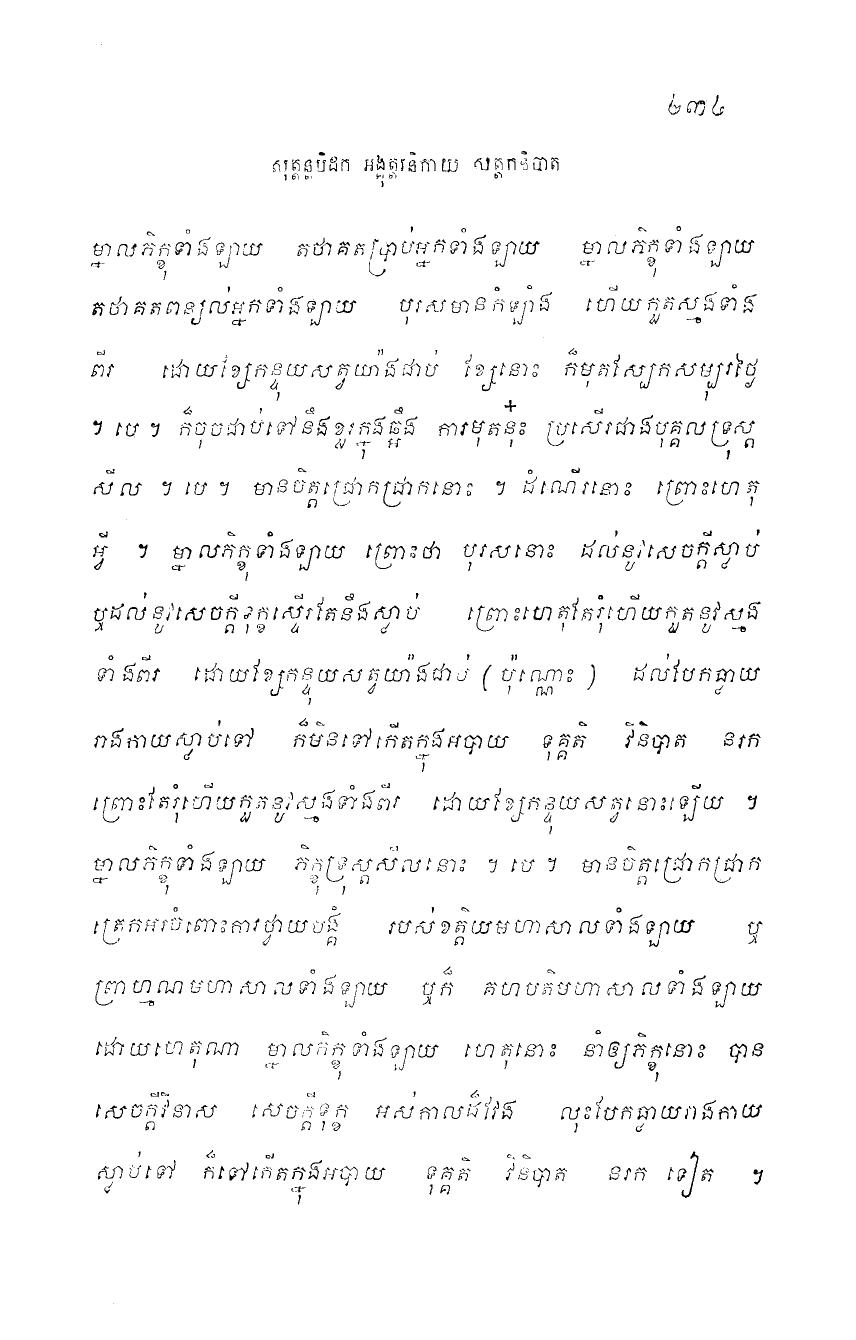 ២៣៤
សុត្តន្តបិដក អង្គុត្តរនិកាយ សត្តកនិបាត
ម្នាលភិក្ខុទាំងឡាយ តថាគតប្រាប់អ្នកទាំងឡាយ ម្នាលភិក្ខុទាំងឡាយ
តថាគតពន្យល់អ្នកទាំងឡាយ បុរសមានកំឡាំង ហើយកួតស្មងទាំង
ពីរ ដោយខ្សែកន្ទុយសត្វយ៉ាងជាប់ ខ្សែនោះ ក៏មុតស្បែកសម្បុរថ្ងៃ
។ បេ ។ ក៏ចុចជាប់ទៅនឹងខួរក្នុងឆ្អឹង ការមុតនុ៎ះ ប្រសើរជាងបុគ្គលទ្រុស្ត
សីល ។ បេ ។ មានចិត្តជ្រោកជ្រាកនោះ ។ ដំណើរនោះ ព្រោះហេតុ
អ្វី ។ ម្នាលភិក្ខុទាំងឡាយ ព្រោះថា បុរសនោះ ដល់នូវសេចក្តីស្លាប់
ឬដល់នូវសេចក្តីទុក្ខស្ទើរតែនឹងស្លាប់ ព្រោះហេតុតែរុំហើយកួតនូវស្មង
ទាំងពីរ ដោយខ្សែកន្ទុយសត្វយ៉ាងជាប់ (ប៉ុណ្ណោះ) ដល់បែកធ្លាយ
រាងកាយស្លាប់ទៅ ក៏មិនទៅកើតក្នុងអបាយ ទុគ្គតិ វិនិបាត នរក
ព្រោះតែរុំហើយកួតនូវស្មងទាំងពីរ ដោយខ្សែកន្ទុយសត្វនោះឡើយ ។
ម្នាលភិក្ខុទាំងឡាយ ភិក្ខុទ្រុស្តសីលនោះ ។ បេ ។ មានចិត្តជ្រោកជ្រាក
ត្រេកអរចំពោះការថ្វាយបង្គំ របស់ខត្តិយមហាសាលទាំងឡាយ ឬ
ព្រាហ្មណមហាសាលទាំងឡាយ ឬក៏ គហបតិមហាសាលទាំងឡាយ
ដោយហេតុណា ម្នាលភិក្ខុទាំងឡាយ ហេតុនោះ នាំឲ្យភិក្ខុនោះ បាន
សេចក្តីវិនាស សេចក្តីទុក្ខ អស់កាលដ៏វែង លុះបែកធ្លាយរាងកាយ
ស្លាប់ទៅ ក៏ទៅកើតក្នុងអបាយ ទុគ្គតិ វិនិបាត នរក ទៀត ។